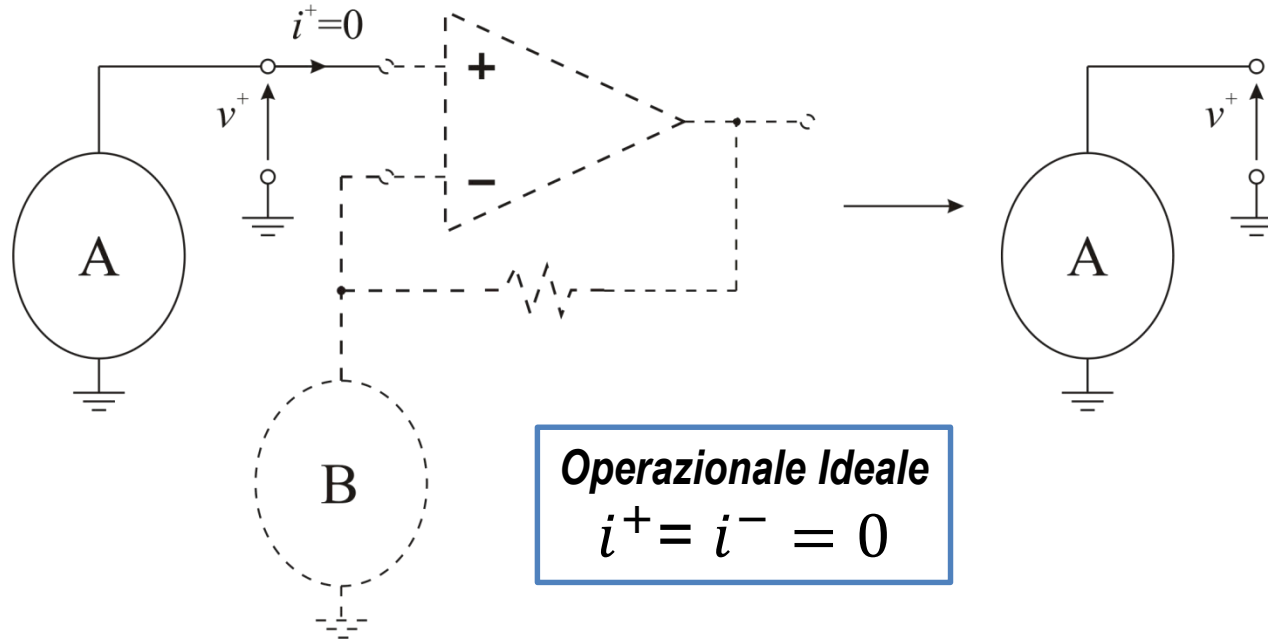 i⁺=0
+
v⁺
−
A
B
v⁺
A
Operazionale Ideale
i⁺= i⁻ = 0